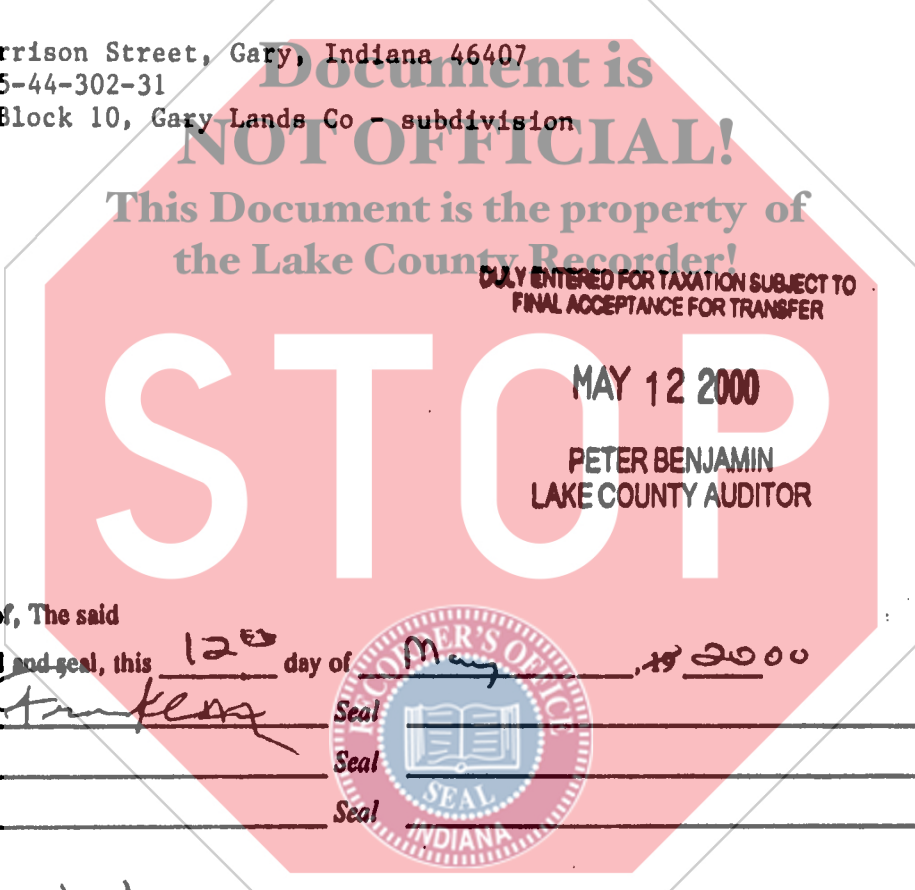 rrison Street, Gary, Indiana 46407
5-44-302-31
Block 10, Gary Lands Co - subdivision
Document is
NOT OFFICIAL!
This Document is the property of
the Lake County Recorder!
DULY ENTERED FOR TAXATION SUBJECT TO
FINAL ACCEPTANCE FOR TRANSFER
MAY 12 2000
PETER BENJAMIN
LAKE COUNTY AUDITOR
STOP
f, The said
and seal, this 12 day of May , 19 2000
Seal
Seal
Seal
RECORDER'S OFFICE
SEAL
INDIANA